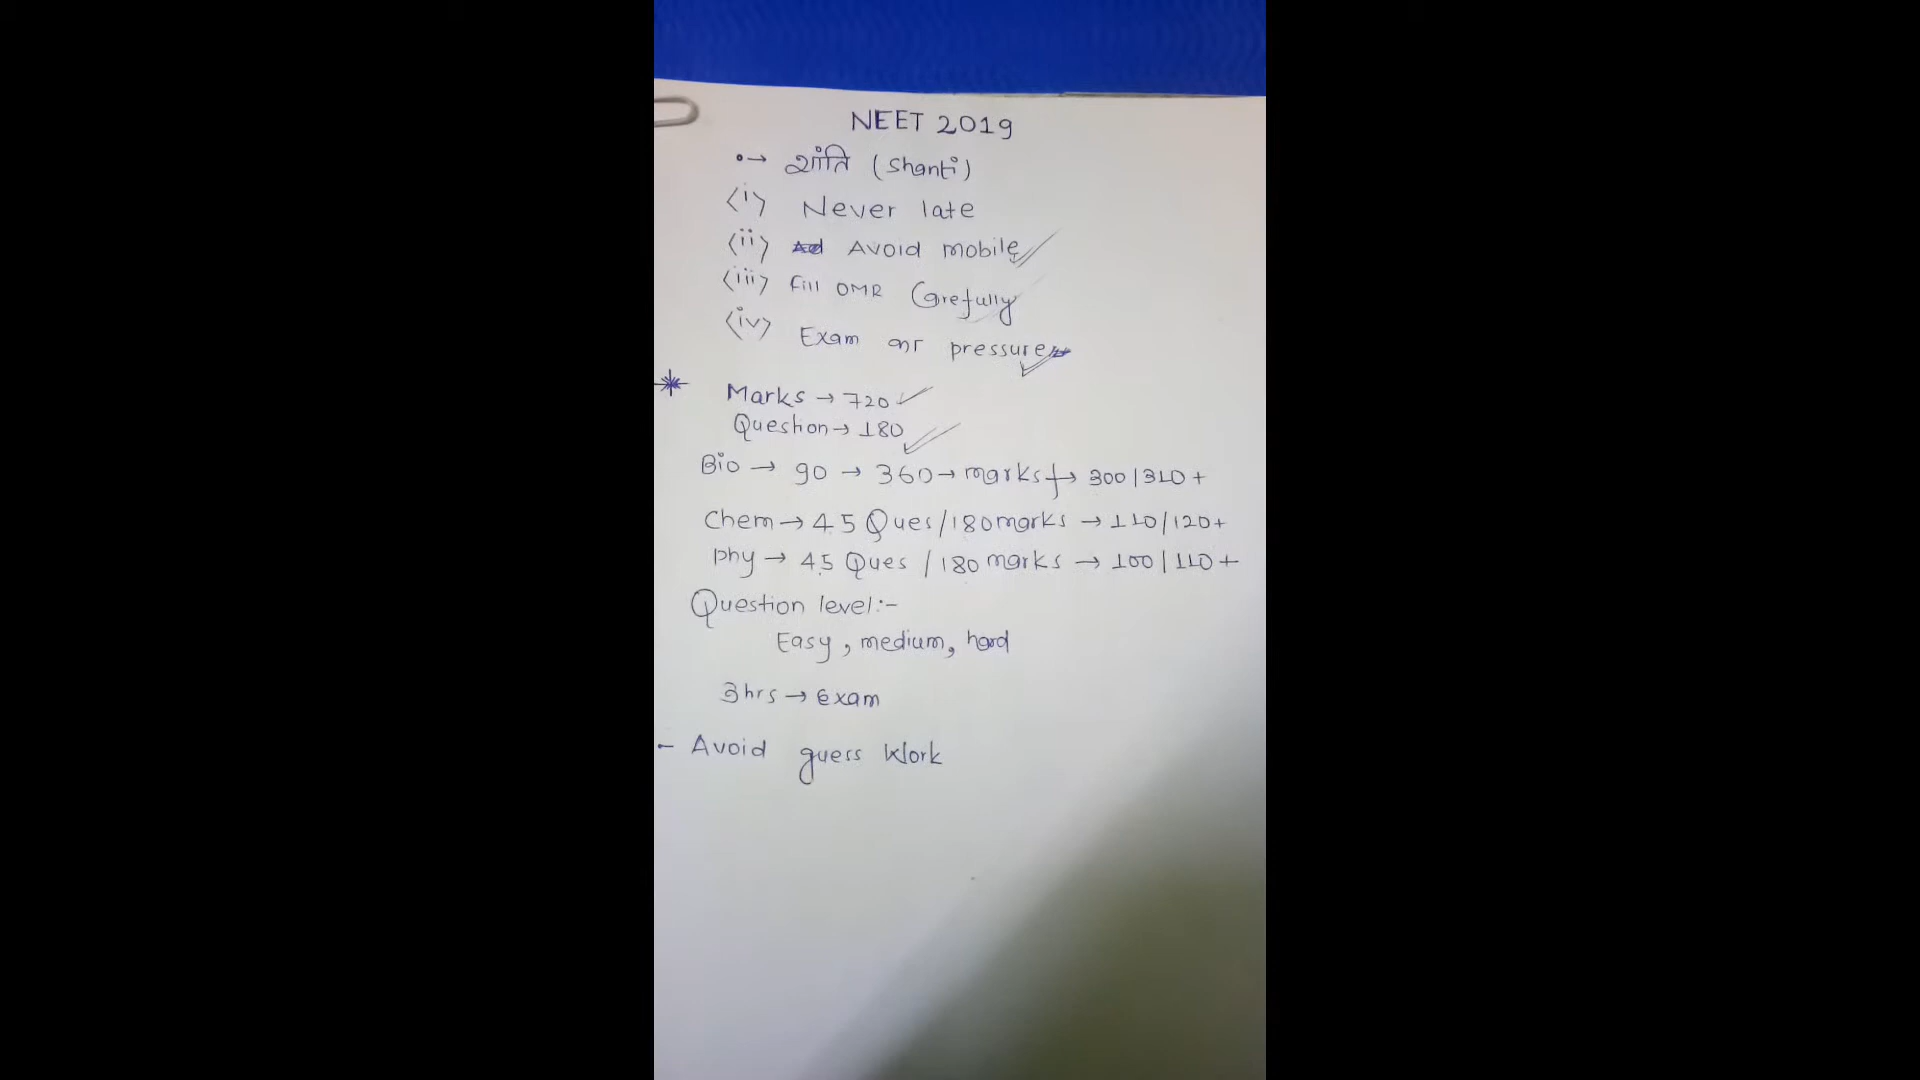 NEET 2019
•→ शांति (Shanti)
(i) Never late
(ii) Avoid mobile
(iii) Fill OMR Carefully
(iv) Exam pressure
Marks → 720
Question → 180
Bio → 90 → 360 → marks → 300/310+
Chem → 45 Ques/180 marks → 110/120+
Phy → 45 Ques / 180 marks → 100/110+
Question level:-
Easy, medium, hard
3hrs → Exam
- Avoid guess Work